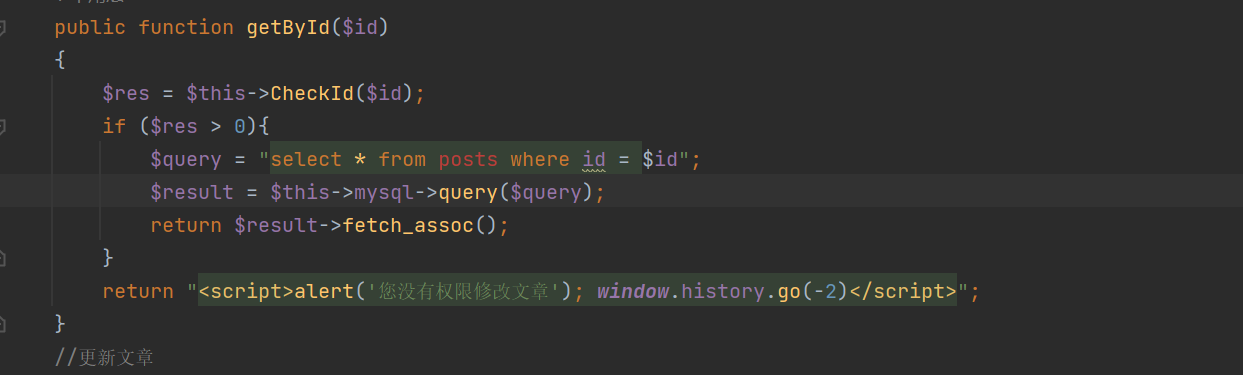 public function getById($id)
{
$res = $this->CheckId($id);
if ($res > 0){
$query = "select * from posts where id = $id";
$result = $this->mysql->query($query);
return $result->fetch_assoc();
}
return "<script>alert('您没有权限修改文章'); window.history.go(-2)</script>";
}
//更新文章